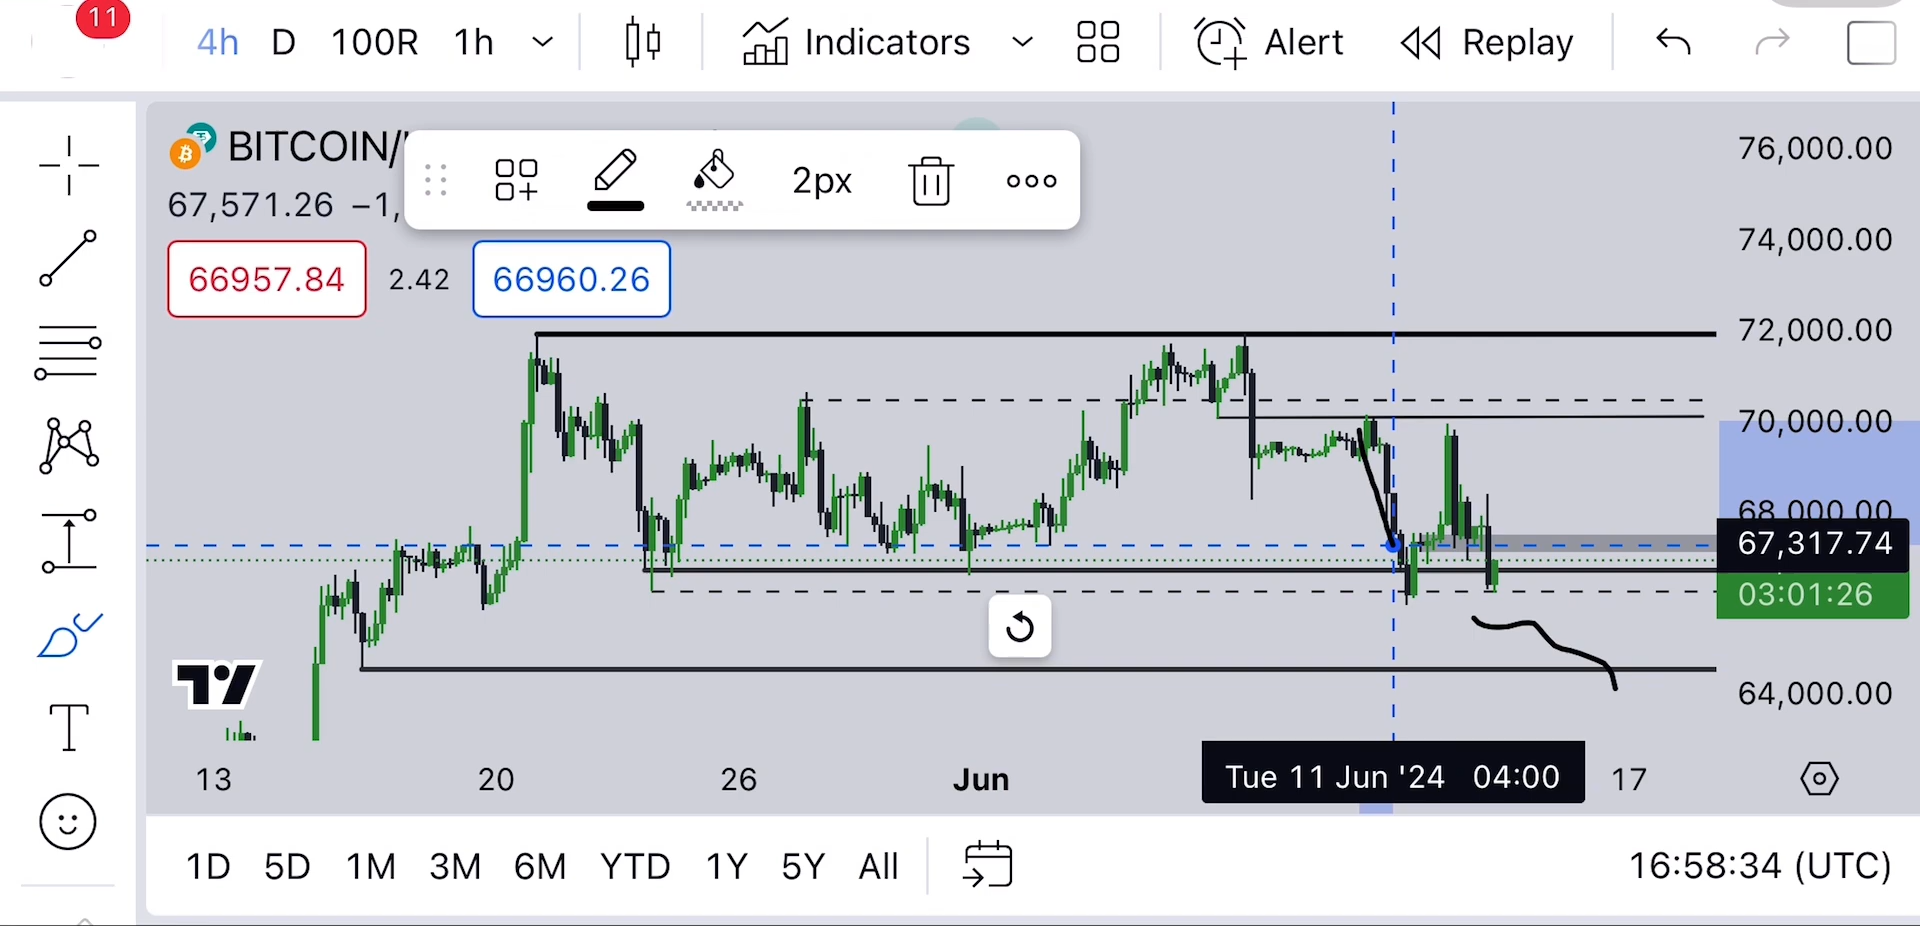 11
4h D 100R 1h Indicators Alert Replay
BITCOIN/
67,571.26 −1,
2px
66957.84 2.42 66960.26
76,000.00
74,000.00
72,000.00
70,000.00
68,000.00
67,317.74
03:01:26
64,000.00
13 20 26 Jun Tue 11 Jun '24 04:00 17
1D 5D 1M 3M 6M YTD 1Y 5Y All 16:58:34 (UTC)